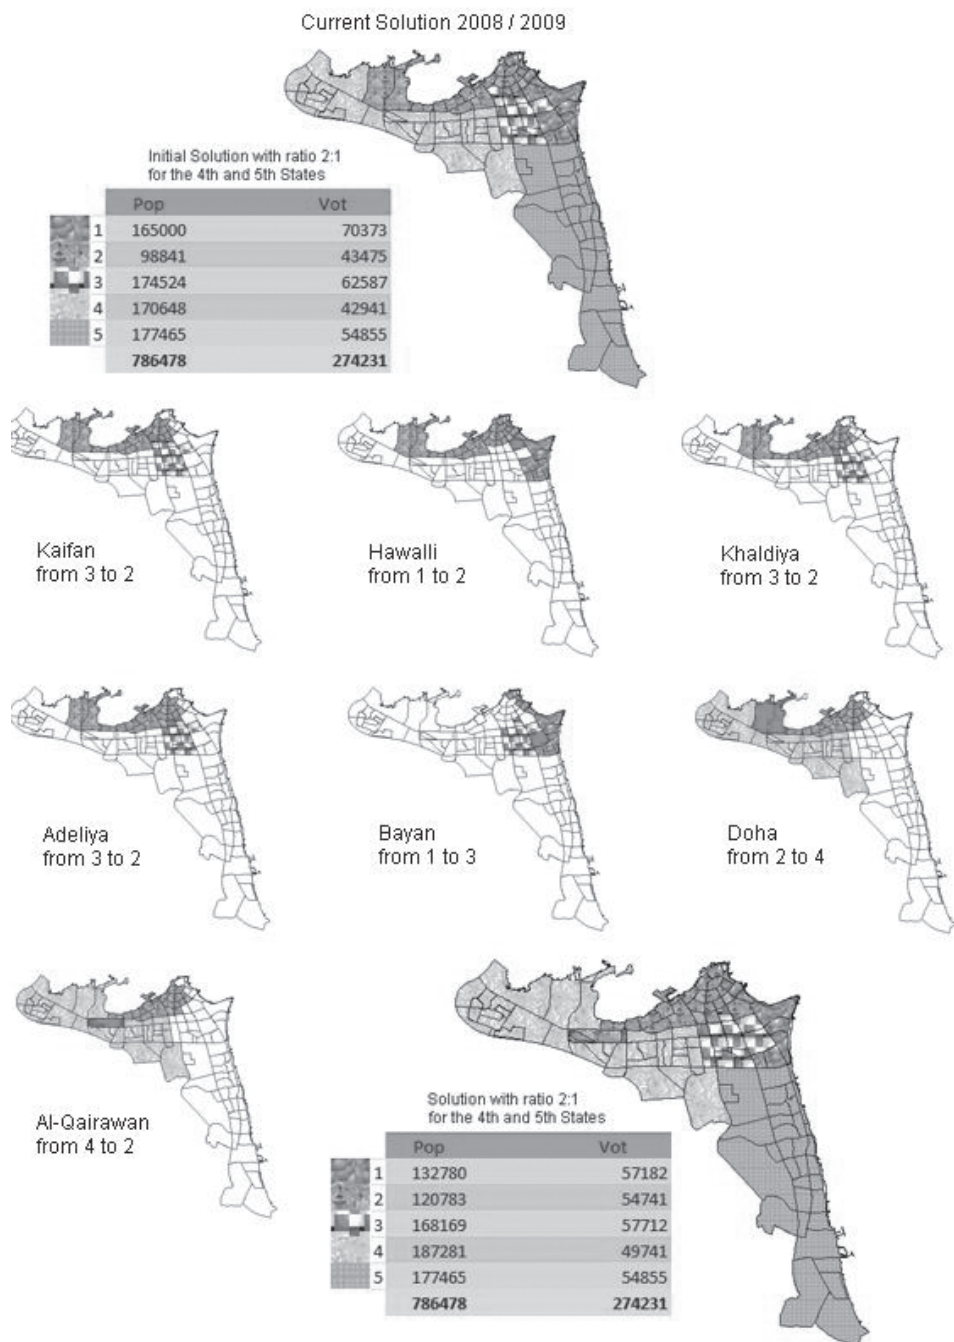 Current Solution 2008 / 2009
Initial Solution with ratio 2:1
for the 4th and 5th States
Pop Vot
1 165000 70373
2 98841 43475
3 174524 62587
4 170648 42941
5 177465 54855
786478 274231
Kaifan
from 3 to 2
Hawalli
from 1 to 2
Khaldiya
from 3 to 2
Adeliya
from 3 to 2
Bayan
from 1 to 3
Doha
from 2 to 4
Al-Qairawan
from 4 to 2
Solution with ratio 2:1
for the 4th and 5th States
Pop Vot
1 132780 57182
2 120783 54741
3 168169 57712
4 187281 49741
5 177465 54855
786478 274231